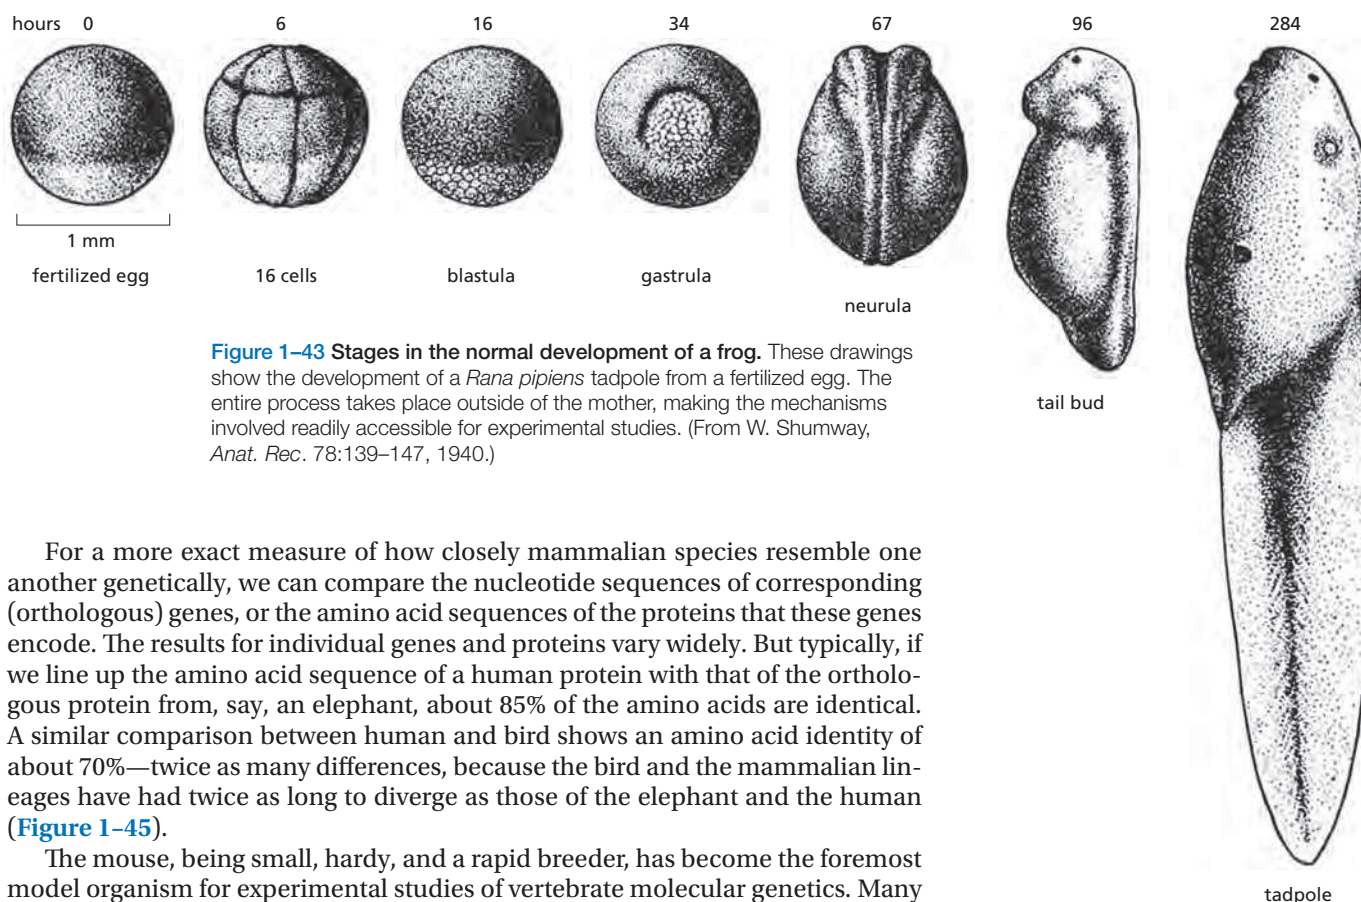 hours 0 6 16 34 67 96 284
1 mm
fertilized egg 16 cells blastula gastrula
neurula
tail bud
Figure 1–43 Stages in the normal development of a frog. These drawings
show the development of a Rana pipiens tadpole from a fertilized egg. The
entire process takes place outside of the mother, making the mechanisms
involved readily accessible for experimental studies. (From W. Shumway,
Anat. Rec. 78:139–147, 1940.)
For a more exact measure of how closely mammalian species resemble one
another genetically, we can compare the nucleotide sequences of corresponding
(orthologous) genes, or the amino acid sequences of the proteins that these genes
encode. The results for individual genes and proteins vary widely. But typically, if
we line up the amino acid sequence of a human protein with that of the ortholo-
gous protein from, say, an elephant, about 85% of the amino acids are identical.
A similar comparison between human and bird shows an amino acid identity of
about 70%—twice as many differences, because the bird and the mammalian lin-
eages have had twice as long to diverge as those of the elephant and the human
(Figure 1–45).
The mouse, being small, hardy, and a rapid breeder, has become the foremost
model organism for experimental studies of vertebrate molecular genetics. Many
tadpole